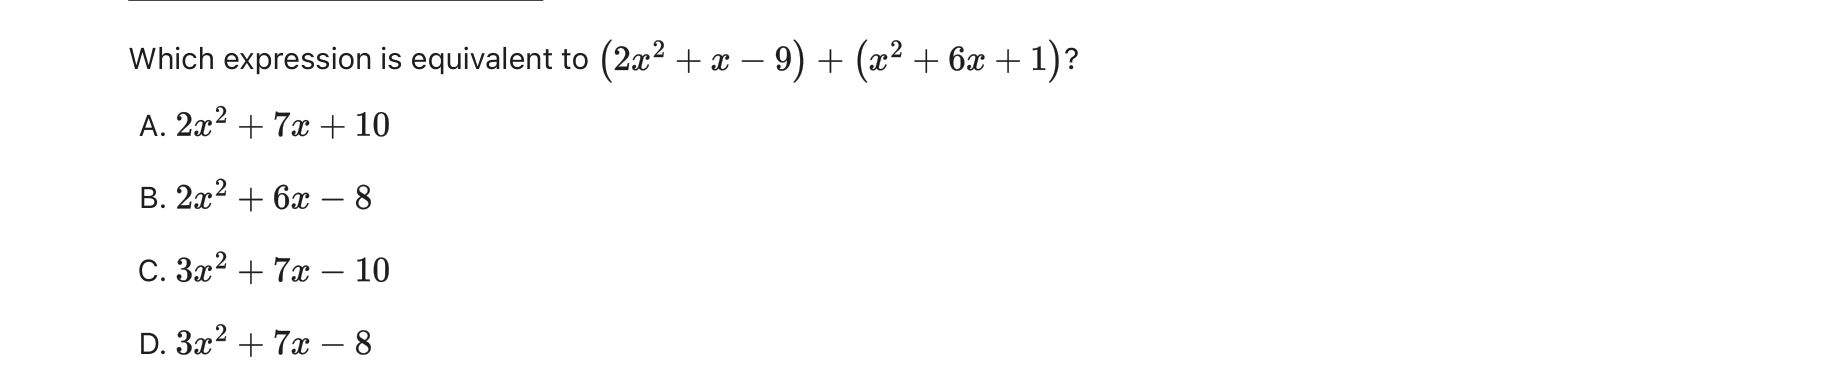 Which expression is equivalent to (2x² + x − 9) + (x² + 6x + 1)?
A. 2x² + 7x + 10
B. 2x² + 6x − 8
C. 3x² + 7x − 10
D. 3x² + 7x − 8